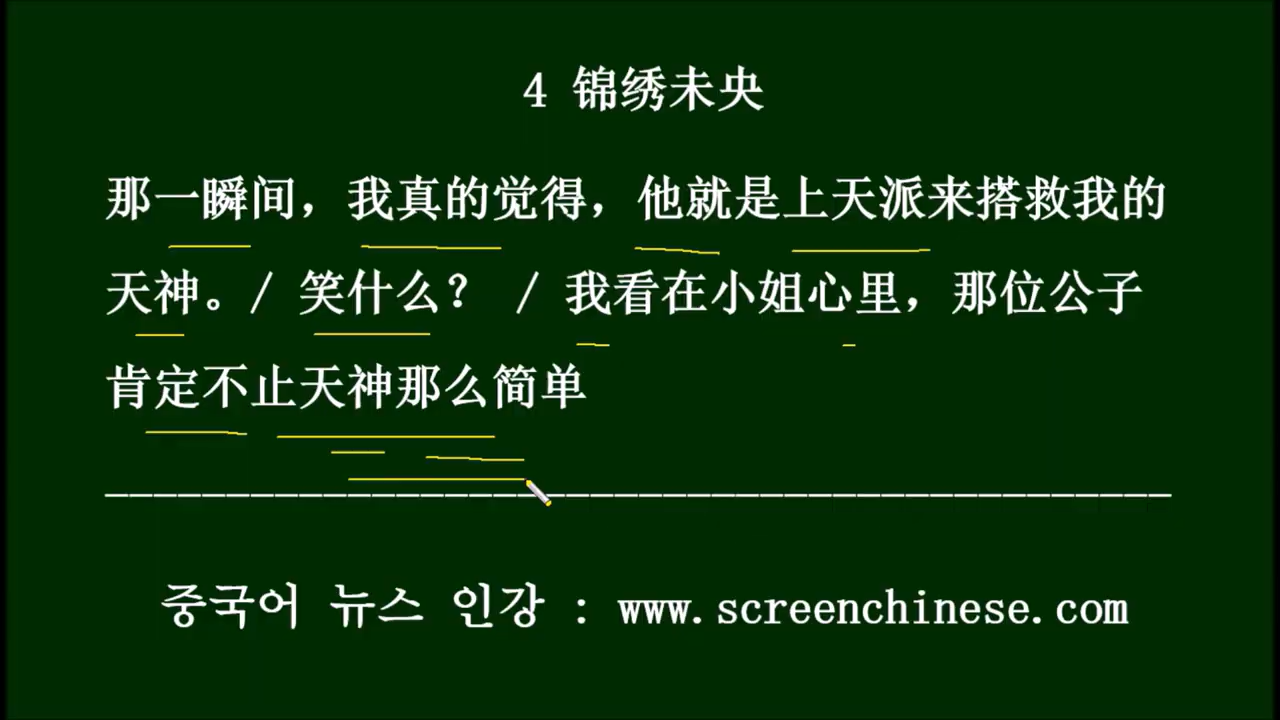 4 锦绣未央
那一瞬间，我真的觉得，他就是上天派来搭救我的
天神。/ 笑什么？ / 我看在小姐心里，那位公子
肯定不止天神那么简单
중국어 뉴스 인강 : www.screenchinese.com